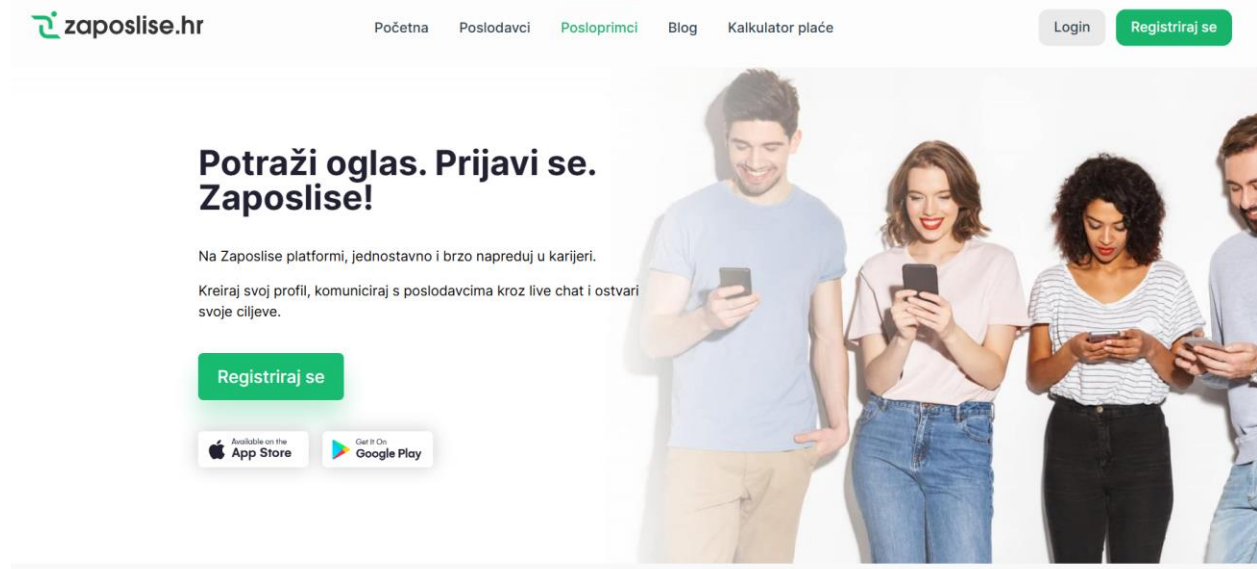 zaposlise.hr
Početna
Poslodavci
Posloprimci
Blog
Kalkulator plaće
Login
Registriraj se
Potraži oglas. Prijavi se.
Zaposlise!
Na Zaposlise platformi, jednostavno i brzo napreduj u karijeri.
Kreiraj svoj profil, komuniciraj s poslodavcima kroz live chat i ostvari
svoje ciljeve.
Registriraj se
Available on the
App Store
Get It On
Google Play